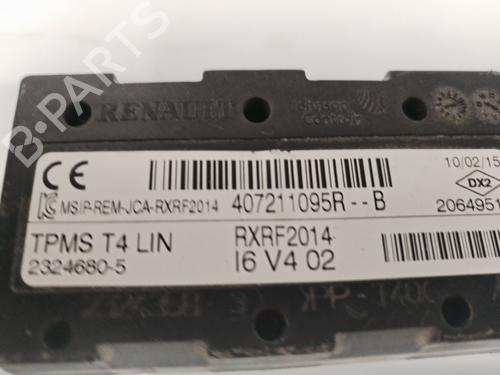 B-PARTS
RENAULT
Johnson
Controls
CE
10/02/15
MSIP-REM-JCA-RXRF2014 407211095R--B
DX2
2064951
TPMS T4 LIN
RXRF2014
2324680-5
I6 V4 02